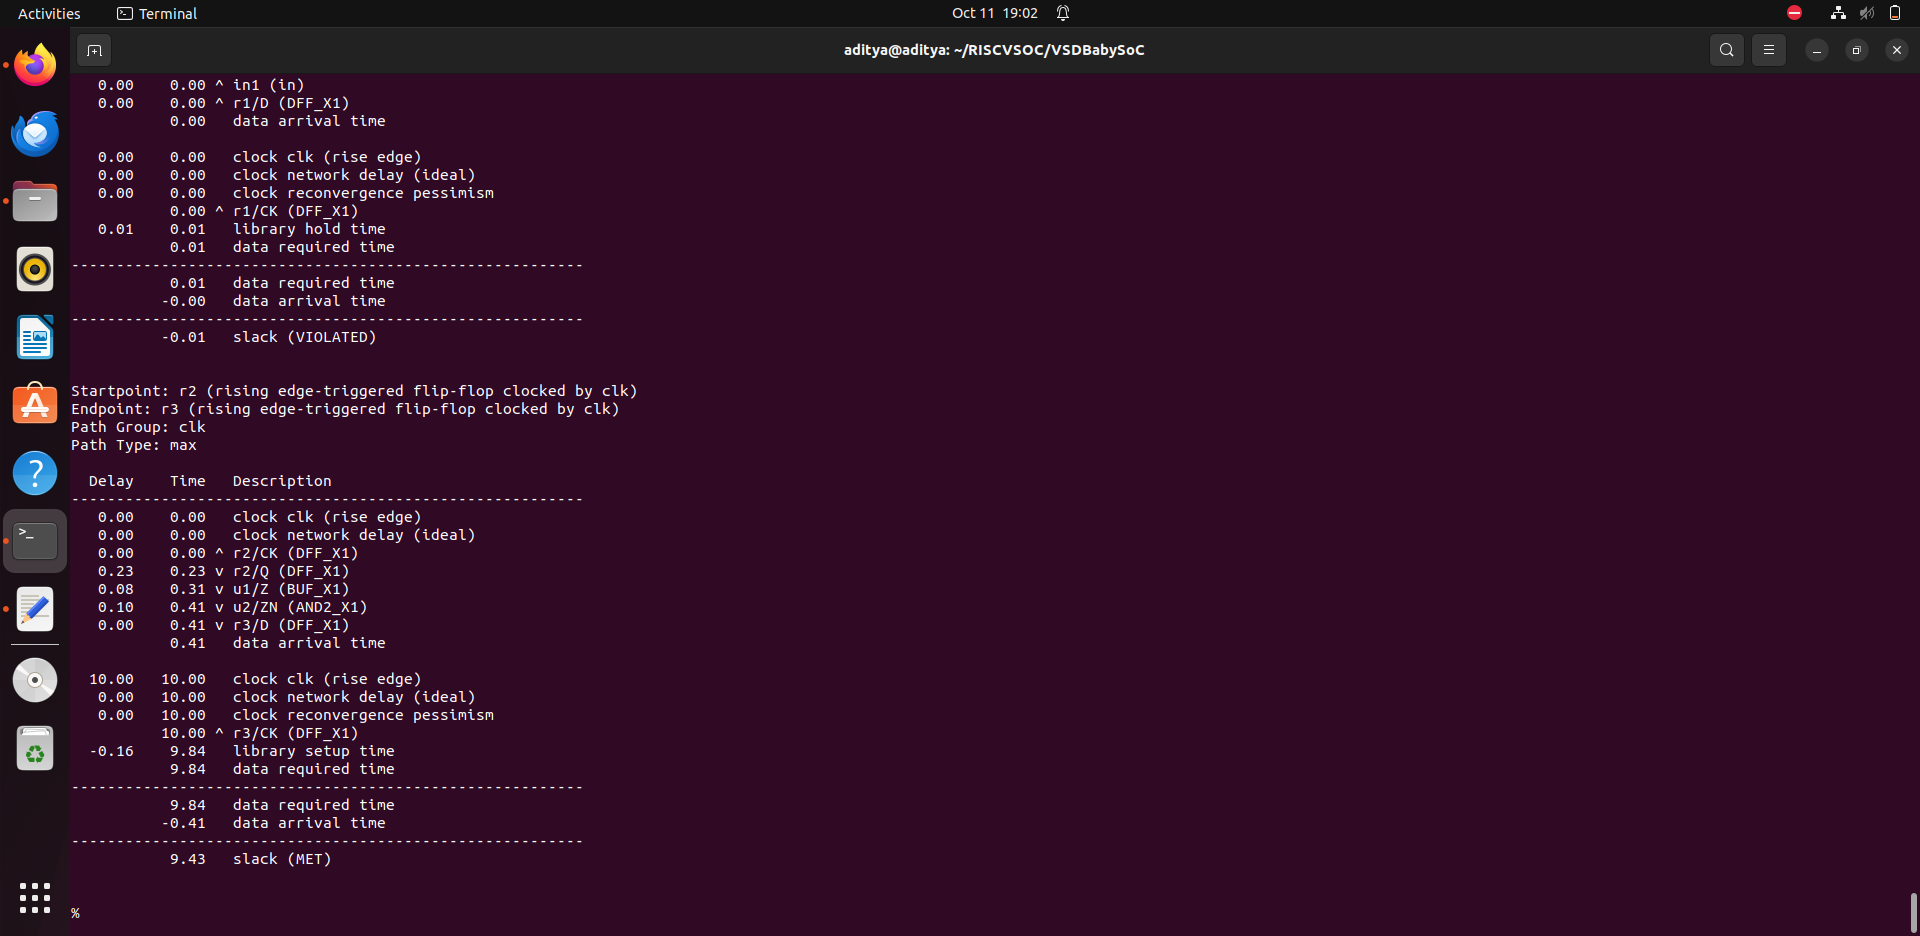 Activities Terminal Oct 11 19:02
aditya@aditya: ~/RISCVSOC/VSDBabySoC
0.00 0.00 ^ in1 (in)
0.00 0.00 ^ r1/D (DFF_X1)
0.00 data arrival time
0.00 0.00 clock clk (rise edge)
0.00 0.00 clock network delay (ideal)
0.00 0.00 clock reconvergence pessimism
0.00 ^ r1/CK (DFF_X1)
0.01 0.01 library hold time
0.01 data required time
---------------------------------------------------------
0.01 data required time
-0.00 data arrival time
---------------------------------------------------------
-0.01 slack (VIOLATED)
Startpoint: r2 (rising edge-triggered flip-flop clocked by clk)
Endpoint: r3 (rising edge-triggered flip-flop clocked by clk)
Path Group: clk
Path Type: max
Delay Time Description
---------------------------------------------------------
0.00 0.00 clock clk (rise edge)
0.00 0.00 clock network delay (ideal)
0.00 0.00 ^ r2/CK (DFF_X1)
0.23 0.23 v r2/Q (DFF_X1)
0.08 0.31 v u1/Z (BUF_X1)
0.10 0.41 v u2/ZN (AND2_X1)
0.00 0.41 v r3/D (DFF_X1)
0.41 data arrival time
10.00 10.00 clock clk (rise edge)
0.00 10.00 clock network delay (ideal)
0.00 10.00 clock reconvergence pessimism
10.00 ^ r3/CK (DFF_X1)
-0.16 9.84 library setup time
9.84 data required time
---------------------------------------------------------
9.84 data required time
-0.41 data arrival time
---------------------------------------------------------
9.43 slack (MET)
%